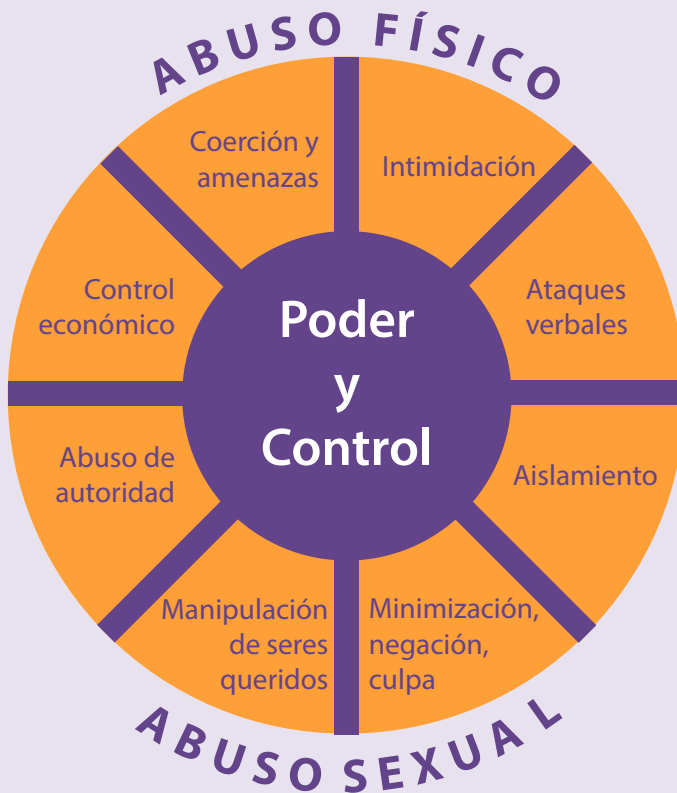 ABUSO FÍSICO
Coerción y
amenazas
Intimidación
Control
económico
Poder
y
Control
Ataques
verbales
Abuso de
autoridad
Aislamiento
Manipulación
de seres
queridos
Minimización,
negación,
culpa
ABUSO SEXUAL